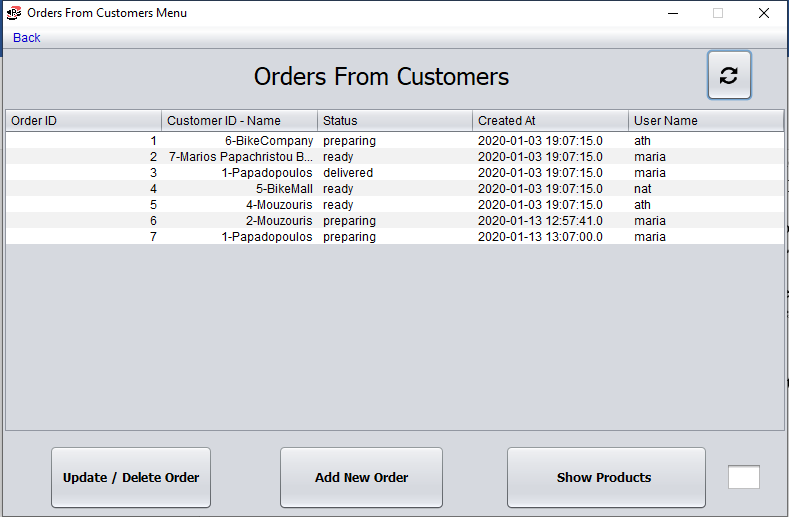 Orders From Customers Menu
Back
Orders From Customers
Order ID Customer ID - Name Status Created At User Name
1 6-BikeCompany preparing 2020-01-03 19:07:15.0 ath
2 7-Marios Papachristou B... ready 2020-01-03 19:07:15.0 maria
3 1-Papadopoulos delivered 2020-01-03 19:07:15.0 maria
4 5-BikeMall ready 2020-01-03 19:07:15.0 nat
5 4-Mouzouris ready 2020-01-03 19:07:15.0 ath
6 2-Mouzouris preparing 2020-01-13 12:57:41.0 maria
7 1-Papadopoulos preparing 2020-01-13 13:07:00.0 maria
Update / Delete Order Add New Order Show Products